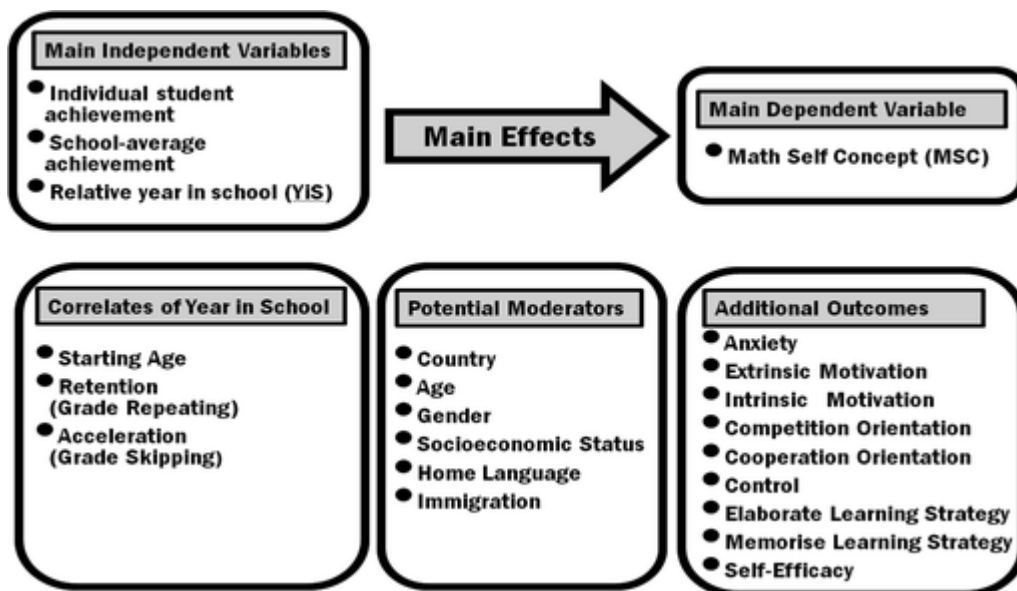 Main Independent Variables
● Individual student
achievement
● School-average
achievement
● Relative year in school (YiS)
Main Effects
Main Dependent Variable
● Math Self Concept (MSC)
Correlates of Year in School
● Starting Age
● Retention
(Grade Repeating)
● Acceleration
(Grade Skipping)
Potential Moderators
● Country
● Age
● Gender
● Socioeconomic Status
● Home Language
● Immigration
Additional Outcomes
● Anxiety
● Extrinsic Motivation
● Intrinsic Motivation
● Competition Orientation
● Cooperation Orientation
● Control
● Elaborate Learning Strategy
● Memorise Learning Strategy
● Self-Efficacy